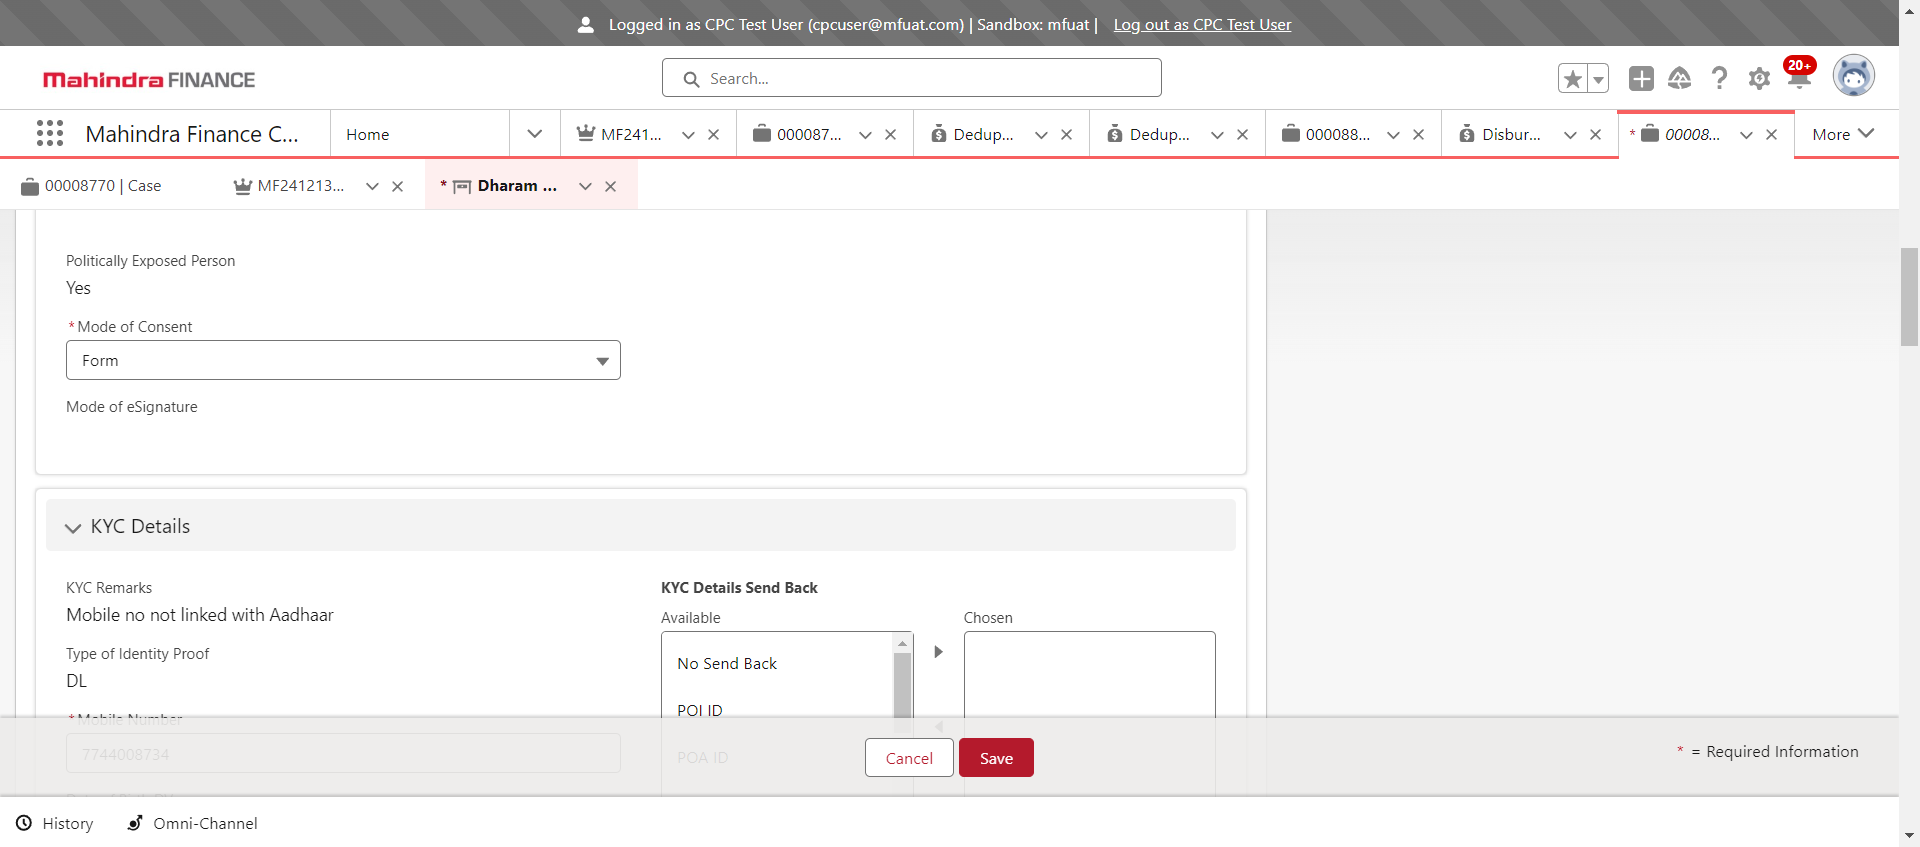 Logged in as CPC Test User (cpcuser@mfuat.com) | Sandbox: mfuat | Log out as CPC Test User
Mahindra FINANCE
Search...
20+
Mahindra Finance C...
Home
MF241...
000087...
Dedup...
Dedup...
000088...
Disbur...
* 00008...
More
00008770 | Case
MF241213...
* Dharam ...
Politically Exposed Person
Yes
* Mode of Consent
Form
Mode of eSignature
KYC Details
KYC Remarks
Mobile no not linked with Aadhaar
Type of Identity Proof
DL
* Mobile Number
7744008734
KYC Details Send Back
Available
Chosen
No Send Back
POI ID
POA ID
Cancel
Save
* = Required Information
History
Omni-Channel